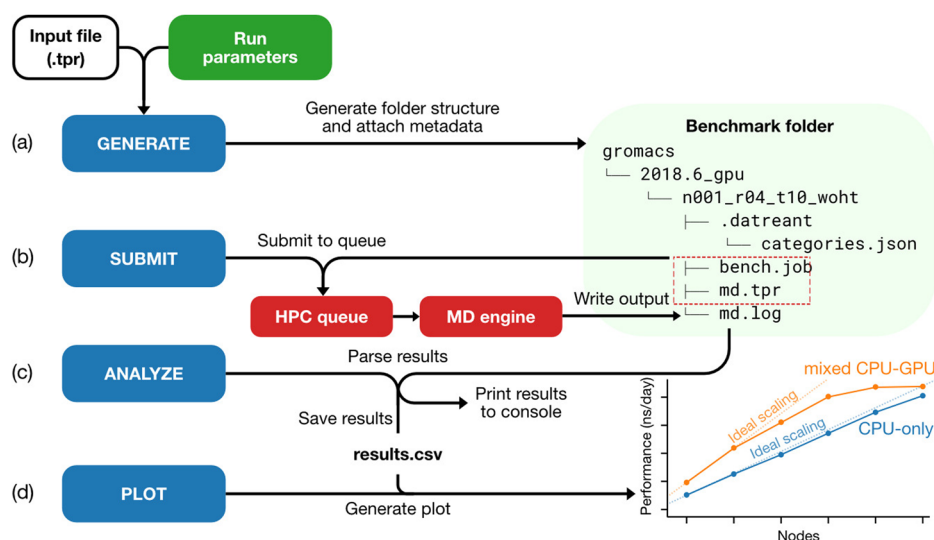 Input file
(.tpr)
Run
parameters
(a)
GENERATE
Generate folder structure
and attach metadata
Benchmark folder
gromacs
2018.6_gpu
n001_r04_t10_woht
.datreant
categories.json
bench.job
md.tpr
md.log
(b)
SUBMIT
Submit to queue
HPC queue
MD engine
Write output
(c)
ANALYZE
Parse results
Print results
to console
Save results
results.csv
(d)
PLOT
Generate plot
mixed CPU-GPU
Ideal scaling
Ideal scaling
CPU-only
Performance (ns/day)
Nodes